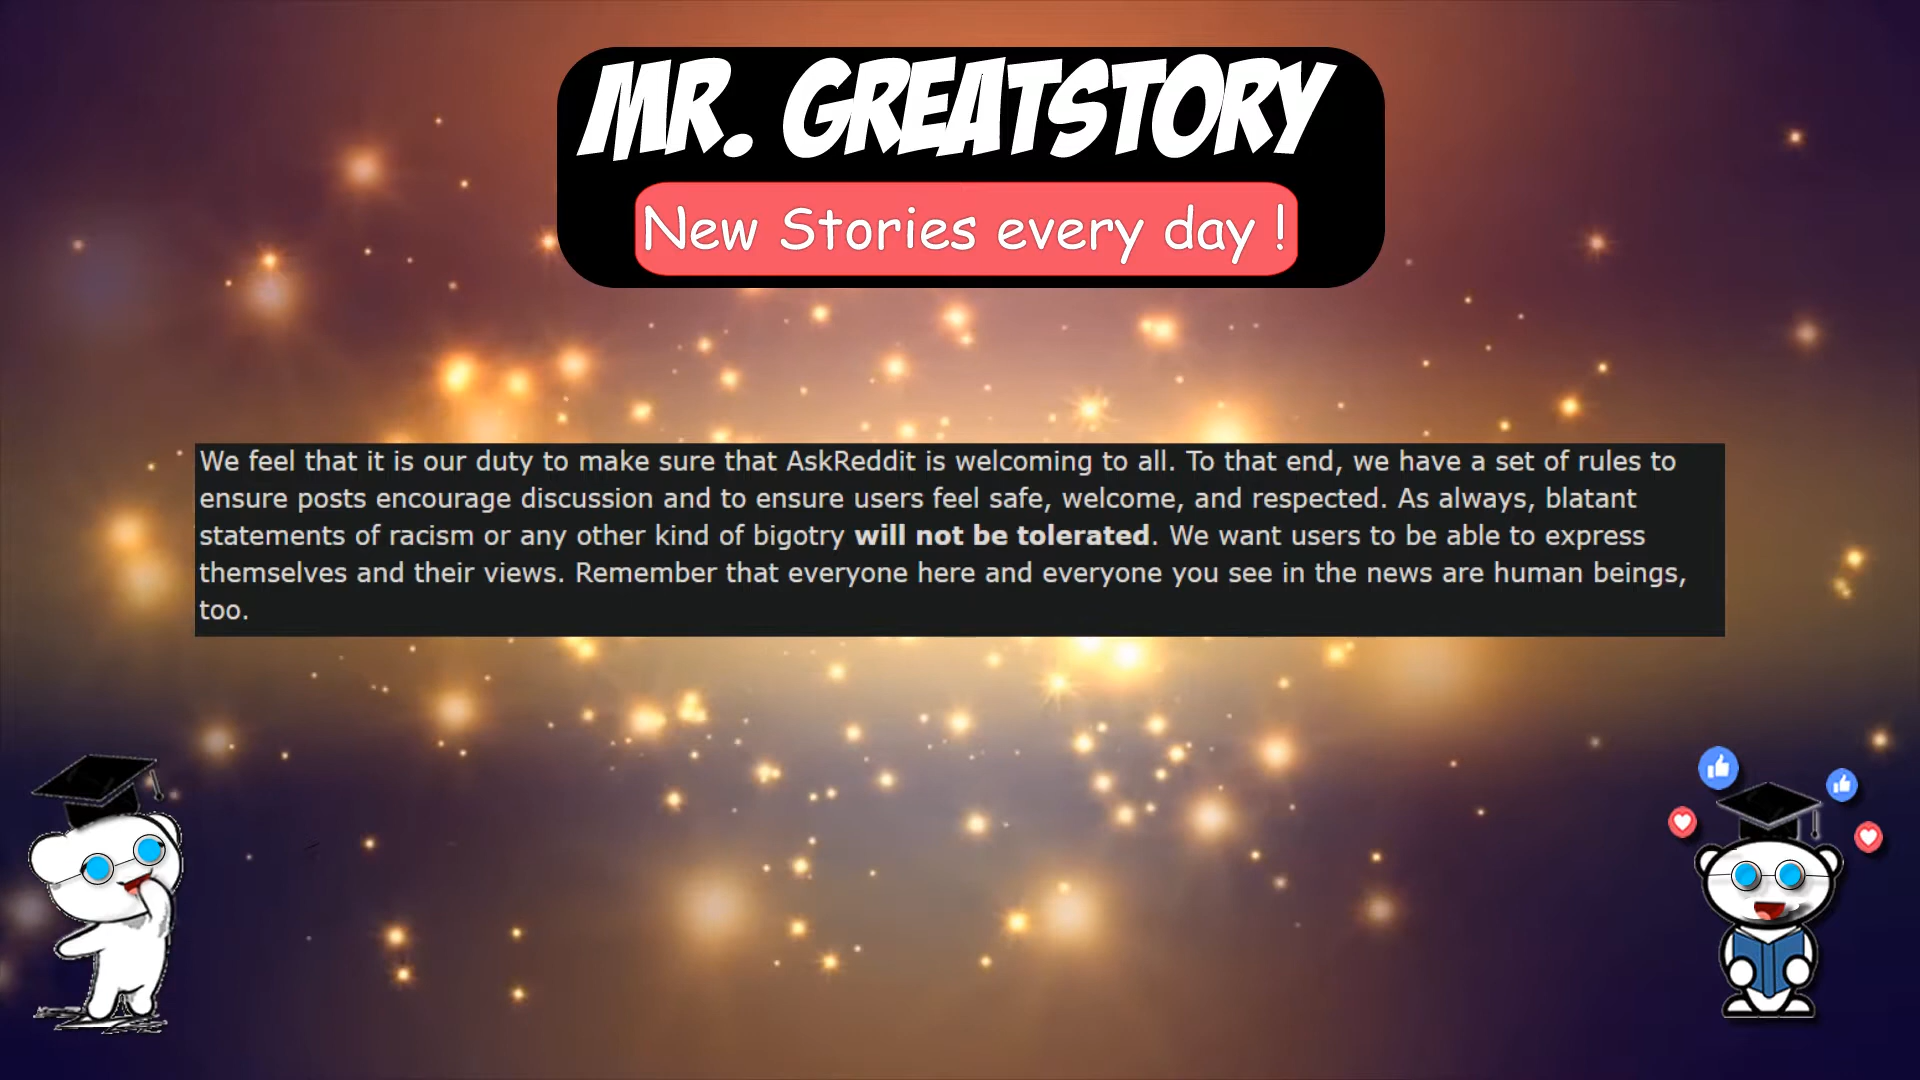 MR. GREATSTORY
New Stories every day !
We feel that it is our duty to make sure that AskReddit is welcoming to all. To that end, we have a set of rules to
ensure posts encourage discussion and to ensure users feel safe, welcome, and respected. As always, blatant
statements of racism or any other kind of bigotry will not be tolerated. We want users to be able to express
themselves and their views. Remember that everyone here and everyone you see in the news are human beings,
too.